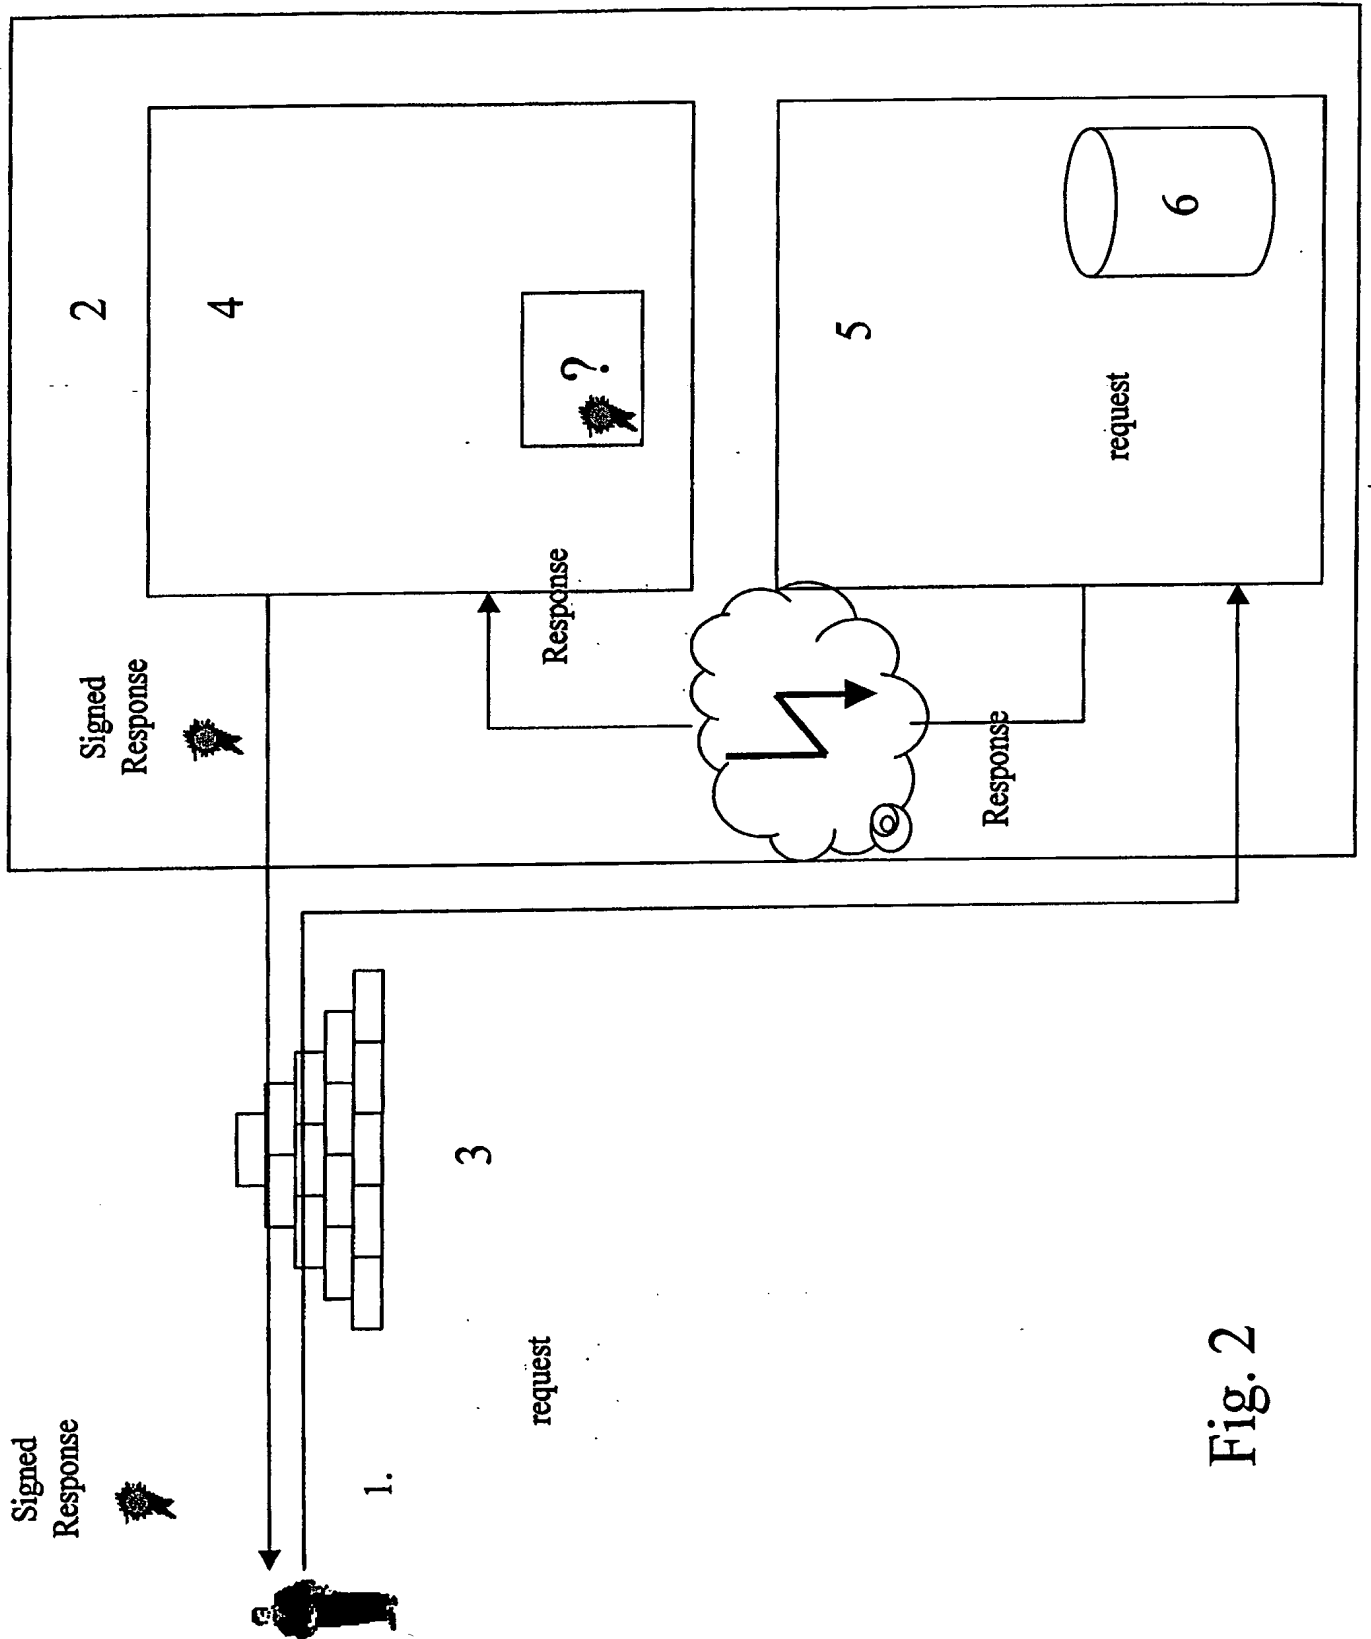 Signed
Response
1.
request
3
Signed
Response
2
4
?
Response
5
request
6
Response
Fig. 2